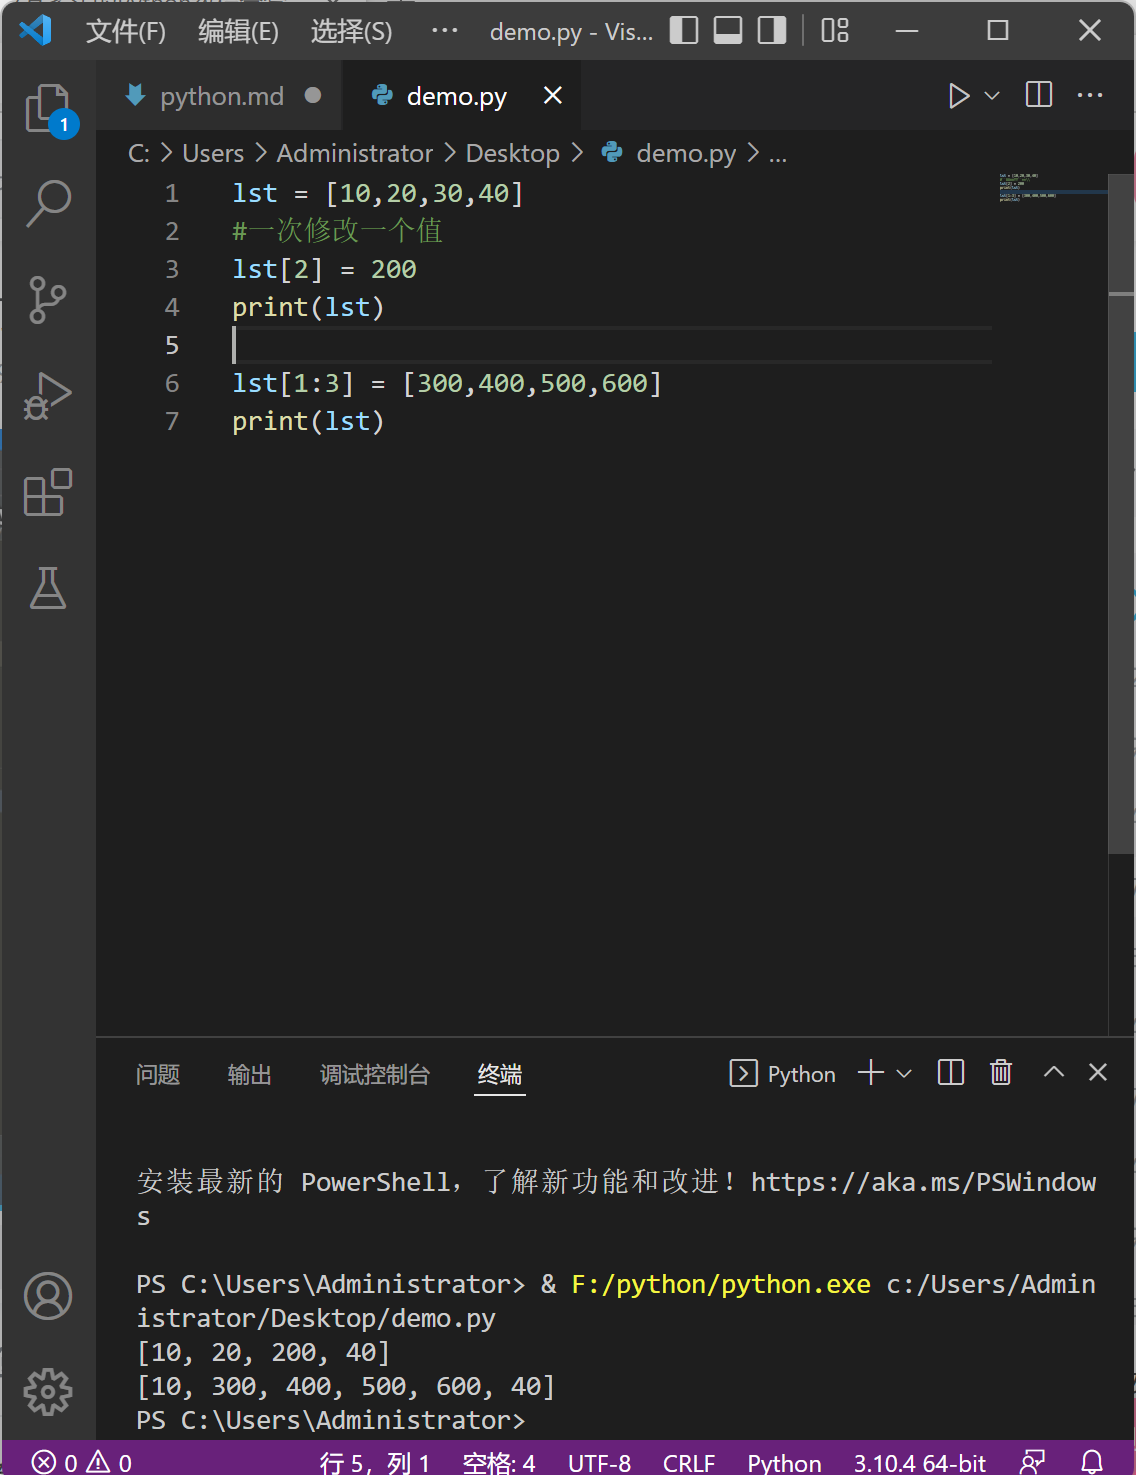 文件(F) 编辑(E) 选择(S) ··· demo.py - Vis...
python.md ● demo.py
C: > Users > Administrator > Desktop > demo.py > ...
1 lst = [10,20,30,40]
2 #一次修改一个值
3 lst[2] = 200
4 print(lst)
5
6 lst[1:3] = [300,400,500,600]
7 print(lst)
1
问题 输出 调试控制台 终端 Python
安装最新的 PowerShell，了解新功能和改进！https://aka.ms/PSWindow
s
PS C:\Users\Administrator> & F:/python/python.exe c:/Users/Admin
istrator/Desktop/demo.py
[10, 20, 200, 40]
[10, 300, 400, 500, 600, 40]
PS C:\Users\Administrator>
0 0 行 5，列 1 空格: 4 UTF-8 CRLF Python 3.10.4 64-bit